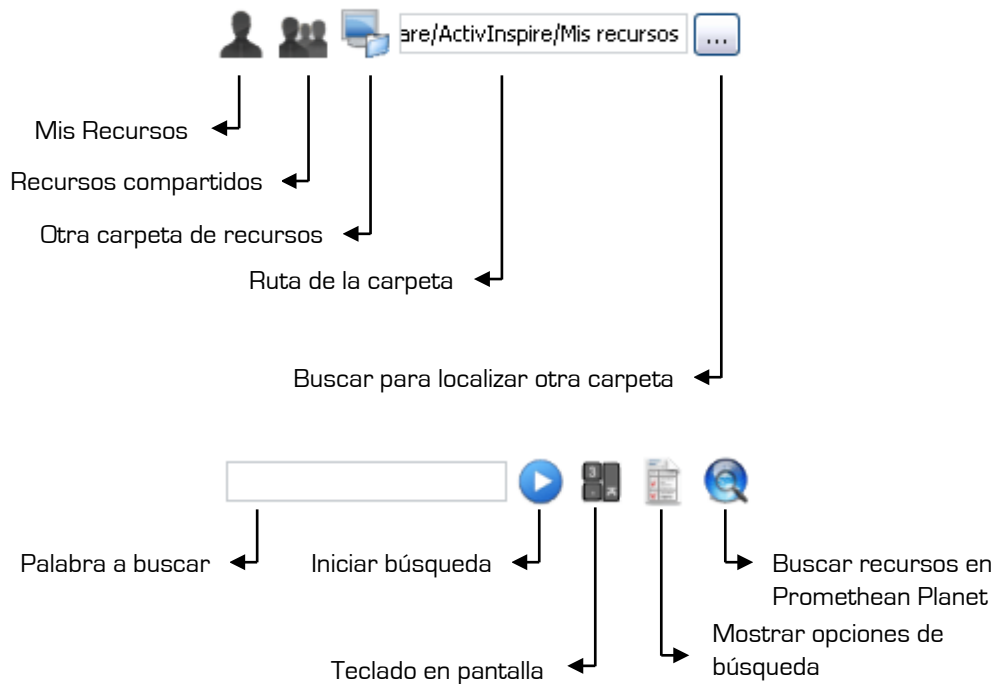 are/ActivInspire/Mis recursos ...
Mis Recursos
Recursos compartidos
Otra carpeta de recursos
Ruta de la carpeta
Buscar para localizar otra carpeta
3
Palabra a buscar
Iniciar búsqueda
Buscar recursos en
Promethean Planet
Mostrar opciones de
búsqueda
Teclado en pantalla